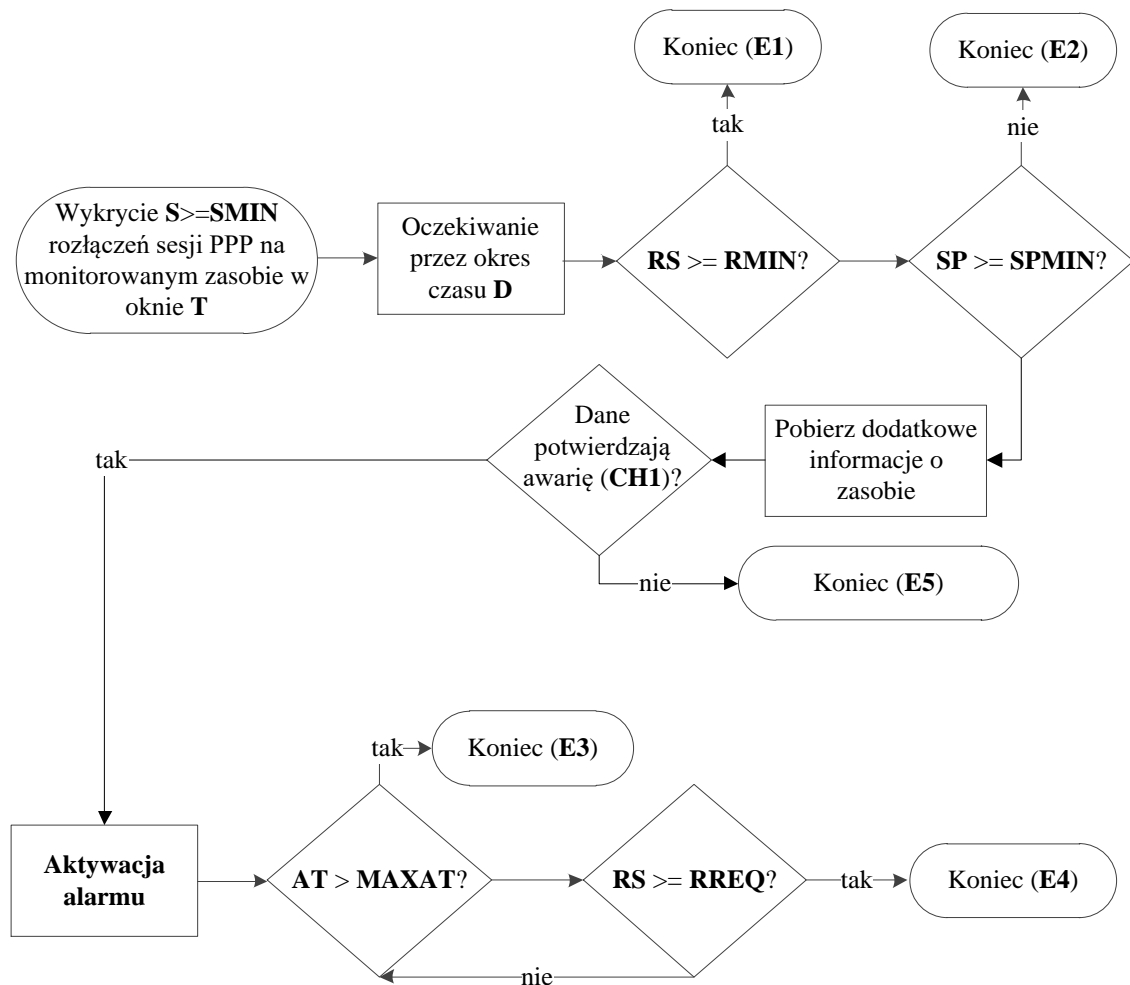 Koniec (E1)
Koniec (E2)
tak
nie
Wykrycie S>=SMIN
rozłączeń sesji PPP na
monitorowanym zasobie w
oknie T
Oczekiwanie
przez okres
czasu D
RS >= RMIN?
SP >= SPMIN?
Dane
potwierdzają
awarię (CH1)?
Pobierz dodatkowe
informacje o
zasobie
tak
nie
Koniec (E5)
tak
Koniec (E3)
Aktywacja
alarmu
AT > MAXAT?
RS >= RREQ?
tak
Koniec (E4)
nie